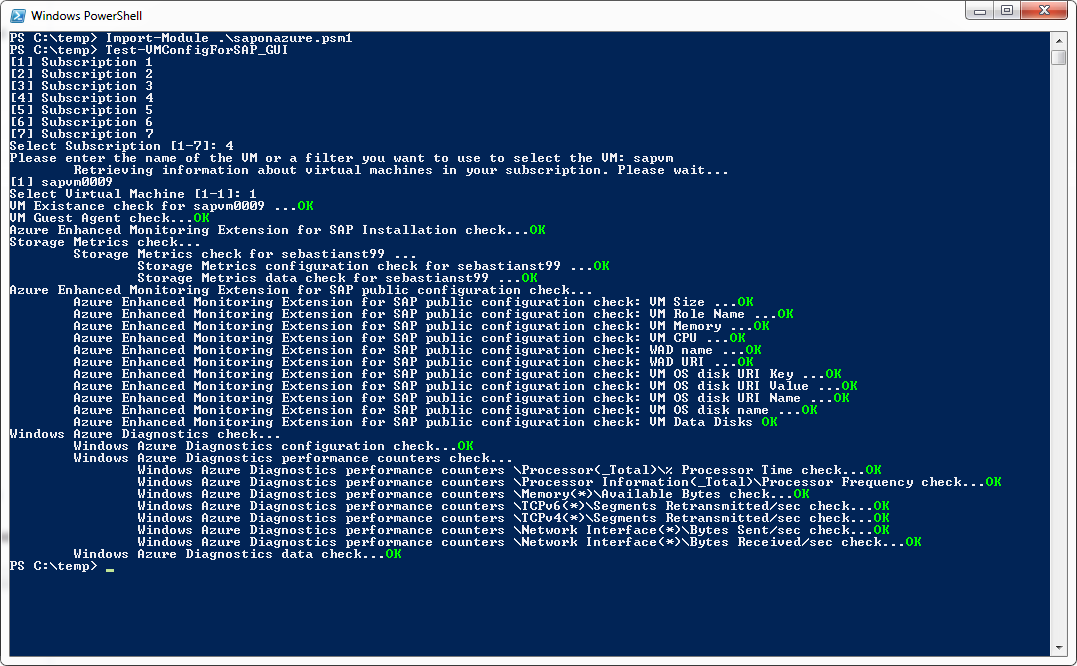 Windows PowerShell
PS C:\temp> Import-Module .\saponazure.psm1
PS C:\temp> Test-VMConfigForSAP_GUI
[1] Subscription 1
[2] Subscription 2
[3] Subscription 3
[4] Subscription 4
[5] Subscription 5
[6] Subscription 6
[7] Subscription 7
Select Subscription [1-7]: 4
Please enter the name of the VM or a filter you want to use to select the VM: sapvm
        Retrieving information about virtual machines in your subscription. Please wait...
[1] sapvm0009
Select Virtual Machine [1-1]: 1
VM Existance check for sapvm0009 ...OK
VM Guest Agent check...OK
Azure Enhanced Monitoring Extension for SAP Installation check...OK
Storage Metrics check...
        Storage Metrics check for sebastianst99 ...
                Storage Metrics configuration check for sebastianst99 ...OK
                Storage Metrics data check for sebastianst99 ...OK
Azure Enhanced Monitoring Extension for SAP public configuration check...
        Azure Enhanced Monitoring Extension for SAP public configuration check: VM Size ...OK
        Azure Enhanced Monitoring Extension for SAP public configuration check: VM Role Name ...OK
        Azure Enhanced Monitoring Extension for SAP public configuration check: VM Memory ...OK
        Azure Enhanced Monitoring Extension for SAP public configuration check: VM CPU ...OK
        Azure Enhanced Monitoring Extension for SAP public configuration check: WAD name ...OK
        Azure Enhanced Monitoring Extension for SAP public configuration check: WAD URI ...OK
        Azure Enhanced Monitoring Extension for SAP public configuration check: VM OS disk URI Key ...OK
        Azure Enhanced Monitoring Extension for SAP public configuration check: VM OS disk URI Value ...OK
        Azure Enhanced Monitoring Extension for SAP public configuration check: VM OS disk URI Name ...OK
        Azure Enhanced Monitoring Extension for SAP public configuration check: VM OS disk name ...OK
        Azure Enhanced Monitoring Extension for SAP public configuration check: VM Data Disks OK
Windows Azure Diagnostics check...
        Windows Azure Diagnostics configuration check...OK
        Windows Azure Diagnostics performance counters check...
                Windows Azure Diagnostics performance counters \Processor(_Total)\% Processor Time check...OK
                Windows Azure Diagnostics performance counters \Processor Information(_Total)\Processor Frequency check...OK
                Windows Azure Diagnostics performance counters \Memory(*)\Available Bytes check...OK
                Windows Azure Diagnostics performance counters \TCPv6(*)\Segments Retransmitted/sec check...OK
                Windows Azure Diagnostics performance counters \TCPv4(*)\Segments Retransmitted/sec check...OK
                Windows Azure Diagnostics performance counters \Network Interface(*)\Bytes Sent/sec check...OK
                Windows Azure Diagnostics performance counters \Network Interface(*)\Bytes Received/sec check...OK
        Windows Azure Diagnostics data check...OK
PS C:\temp> _